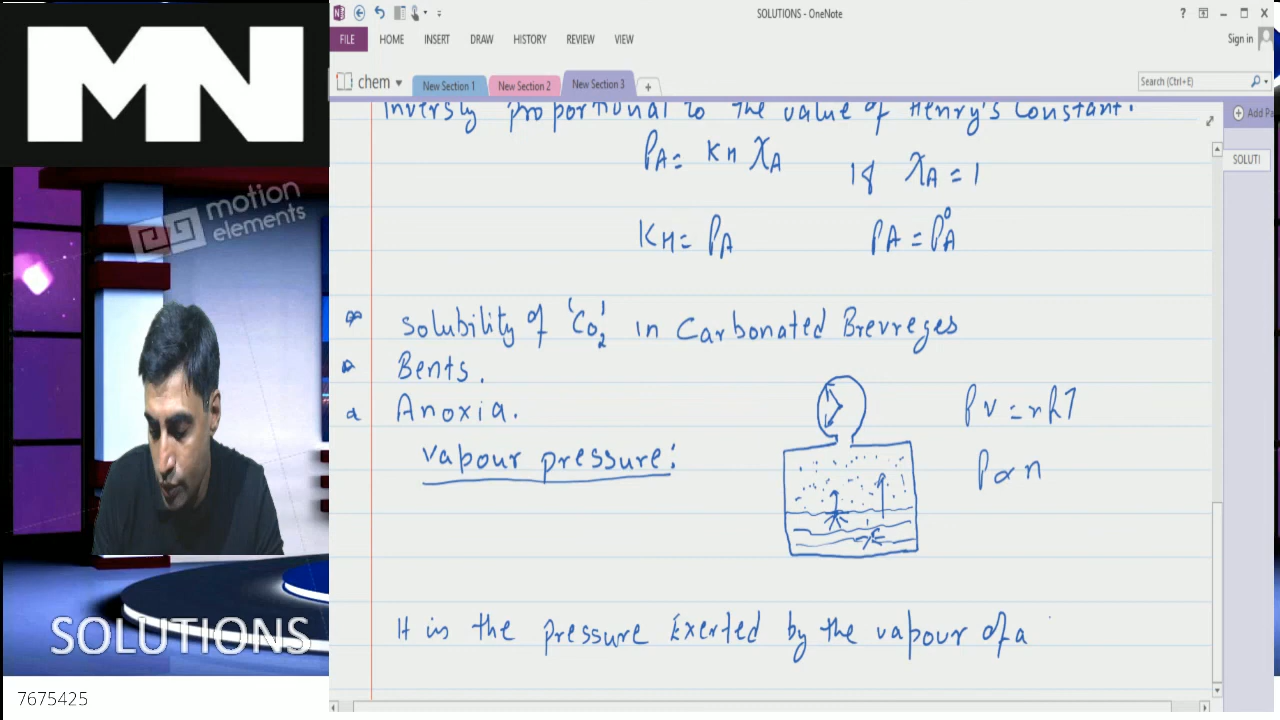 MN
SOLUTIONS - OneNote
FILE HOME INSERT DRAW HISTORY REVIEW VIEW
Sign in
chem New Section 1 New Section 2 New Section 3 +
Search (Ctrl+E)
Add Pa
SOLUTI
motion
elements
Inversly proportional to the value of Henry's Constant.
PA = KH XA
If XA = 1
KH = PA
PA = P⁰A
Solubility of 'CO2' in Carbonated Brevreges
Bents.
Anoxia.
Vapour pressure:
PV = nRT
P α n
It is the pressure Exerted by the vapour of a
SOLUTIONS
7675425